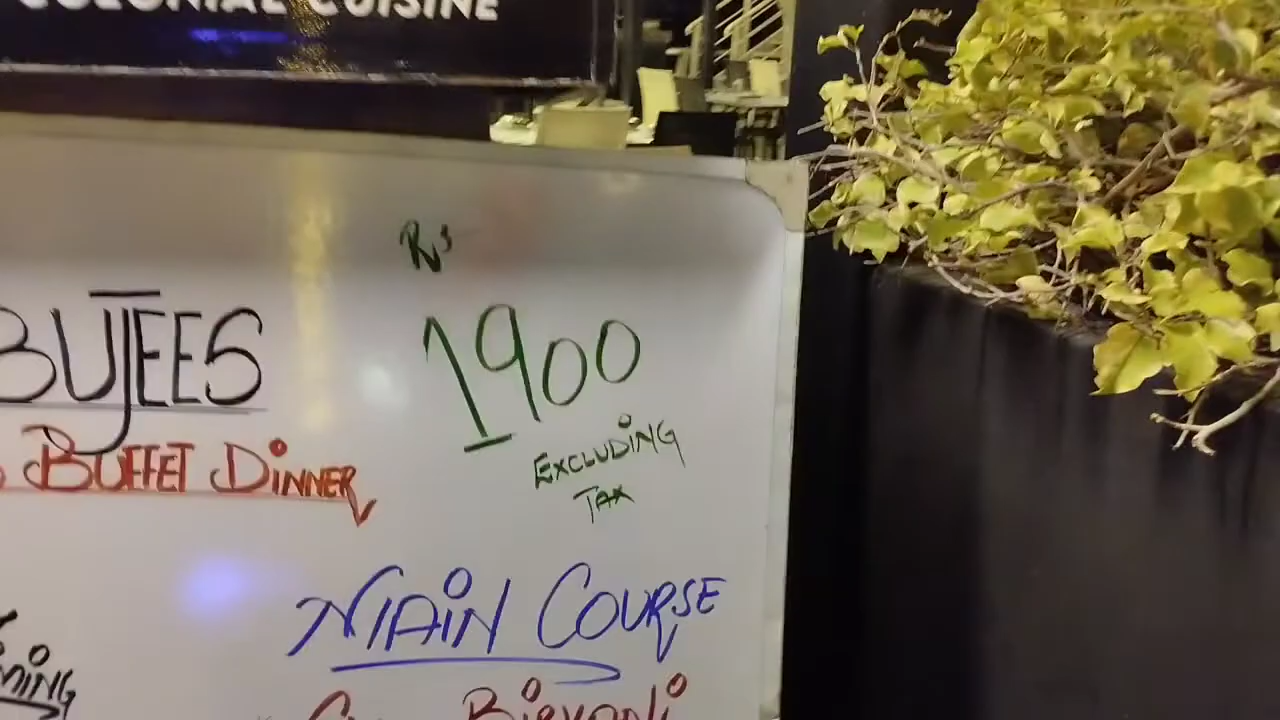 COLONIAL CUISINE
Rs
1900
BUJEES
EXCLUDING
TAX
BUFFET DINNER
MAIN COURSE
Biryani